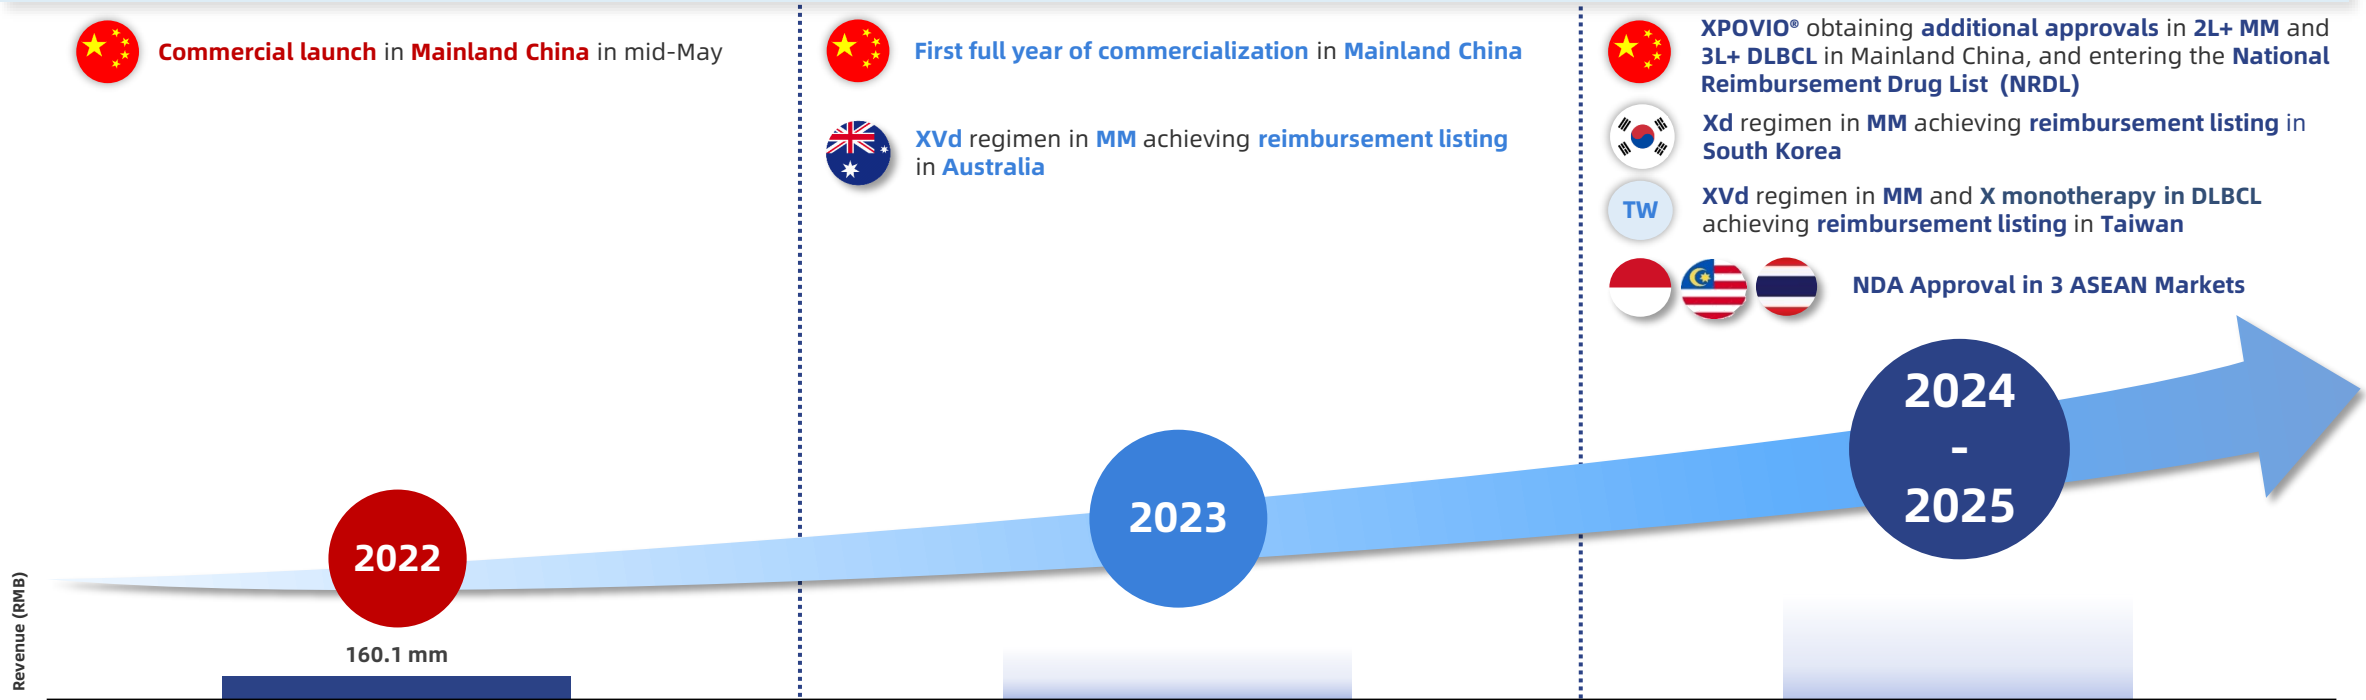 Commercial launch in Mainland China in mid-May
First full year of commercialization in Mainland China
XVd regimen in MM achieving reimbursement listing
in Australia
XPOVIO® obtaining additional approvals in 2L+ MM and
3L+ DLBCL in Mainland China, and entering the National
Reimbursement Drug List (NRDL)
Xd regimen in MM achieving reimbursement listing in
South Korea
TW
XVd regimen in MM and X monotherapy in DLBCL
achieving reimbursement listing in Taiwan
NDA Approval in 3 ASEAN Markets
2022
2023
2024
-
2025
Revenue (RMB)
160.1 mm